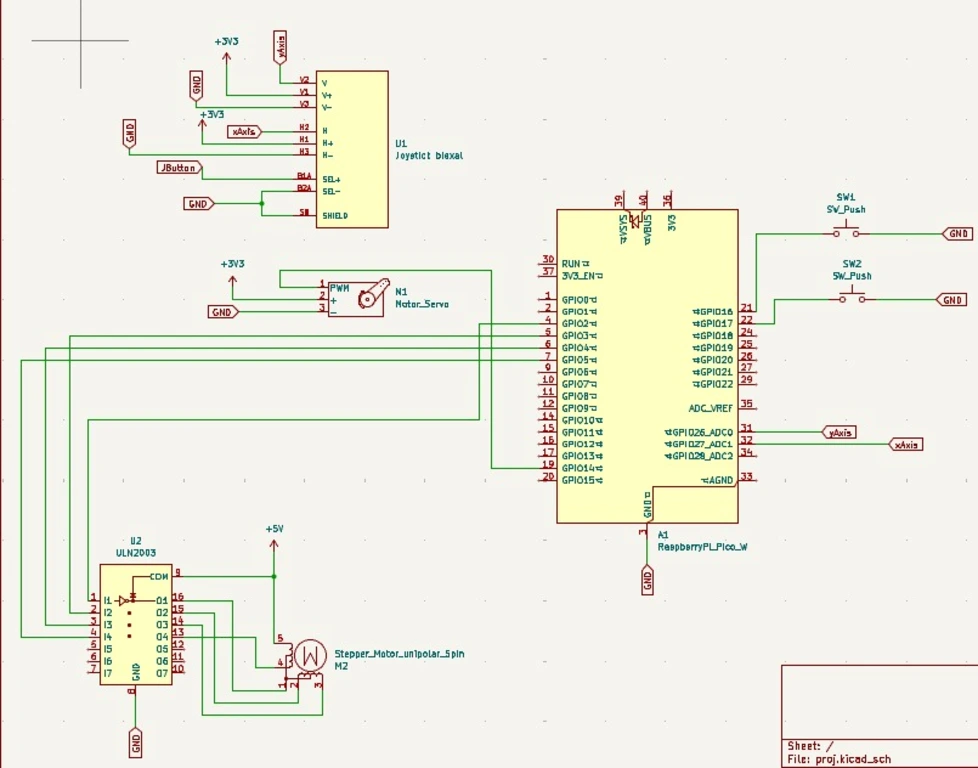 +3V3
yAxis
GND
V2 V
V1 V+
V3 V-
+3V3
GND
xAxis
H2 H
H1 H+
H3 H-
U1
Joystict biaxal
JButton
B1A SEL+
B2A SEL-
GND
SH SHIELD
+3V3
1 PWM
2 +
3 -
N1
Motor_Servo
GND
39 40 36
VSYS VBUS 3V3
30 RUN
37 3V3_EN
1 GPIO0
2 GPIO1
4 GPIO2
5 GPIO3
6 GPIO4
7 GPIO5
9 GPIO6
10 GPIO7
11 GPIO8
12 GPIO9
14 GPIO10
15 GPIO11
16 GPIO12
17 GPIO13
19 GPIO14
20 GPIO15
GPIO16 21
GPIO17 22
GPIO18 24
GPIO19 25
GPIO20 26
GPIO21 27
GPIO22 29
ADC_VREF 35
GPIO26_ADC0 31
GPIO27_ADC1 32
GPIO28_ADC2 34
AGND 33
GND
3
A1
RaspberryPi_Pico_W
GND
SW1
SW_Push
GND
SW2
SW_Push
GND
yAxis
xAxis
+5V
U2
ULN2003
COM 9
1 I1 O1 16
2 I2 O2 15
3 I3 O3 14
4 I4 O4 13
5 I5 O5 12
6 I6 O6 11
7 I7 O7 10
GND
8
GND
5
4
1 2 3
M
Stepper_Motor_unipolar_5pin
M2
Sheet: /
File: proj.kicad_sch